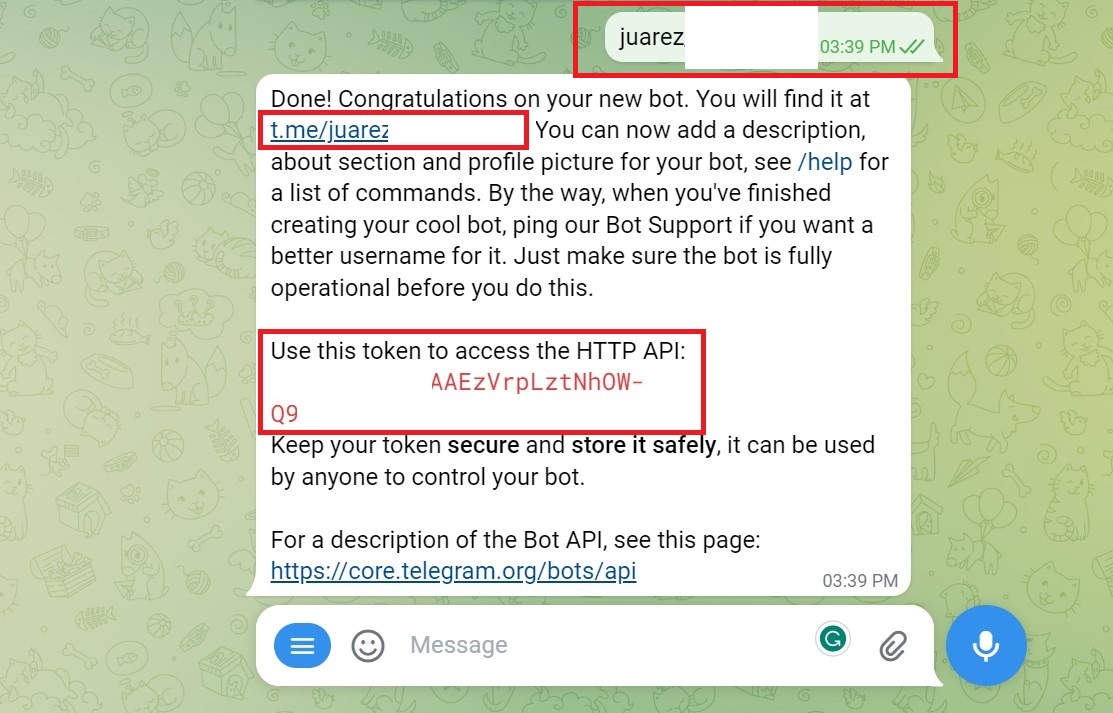 juarez
03:39 PM
Done! Congratulations on your new bot. You will find it at
t.me/juarez You can now add a description,
about section and profile picture for your bot, see /help for
a list of commands. By the way, when you've finished
creating your cool bot, ping our Bot Support if you want a
better username for it. Just make sure the bot is fully
operational before you do this.
Use this token to access the HTTP API:
AAEzVrpLztNhOW-
Q9
Keep your token secure and store it safely, it can be used
by anyone to control your bot.
For a description of the Bot API, see this page:
https://core.telegram.org/bots/api
03:39 PM
Message